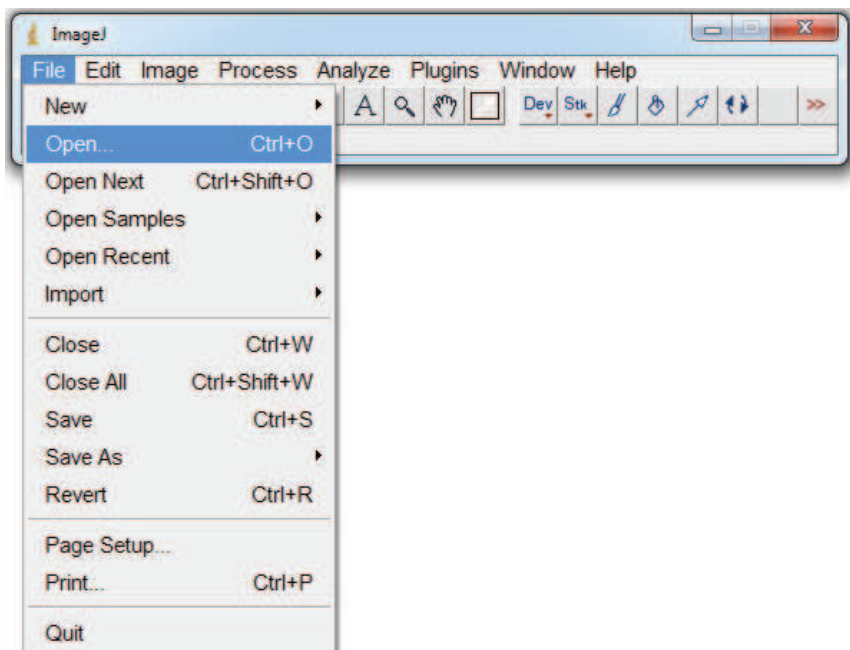 ImageJ
File Edit Image Process Analyze Plugins Window Help
A Dev Stk >>
New
Open... Ctrl+O
Open Next Ctrl+Shift+O
Open Samples
Open Recent
Import
Close Ctrl+W
Close All Ctrl+Shift+W
Save Ctrl+S
Save As
Revert Ctrl+R
Page Setup...
Print... Ctrl+P
Quit